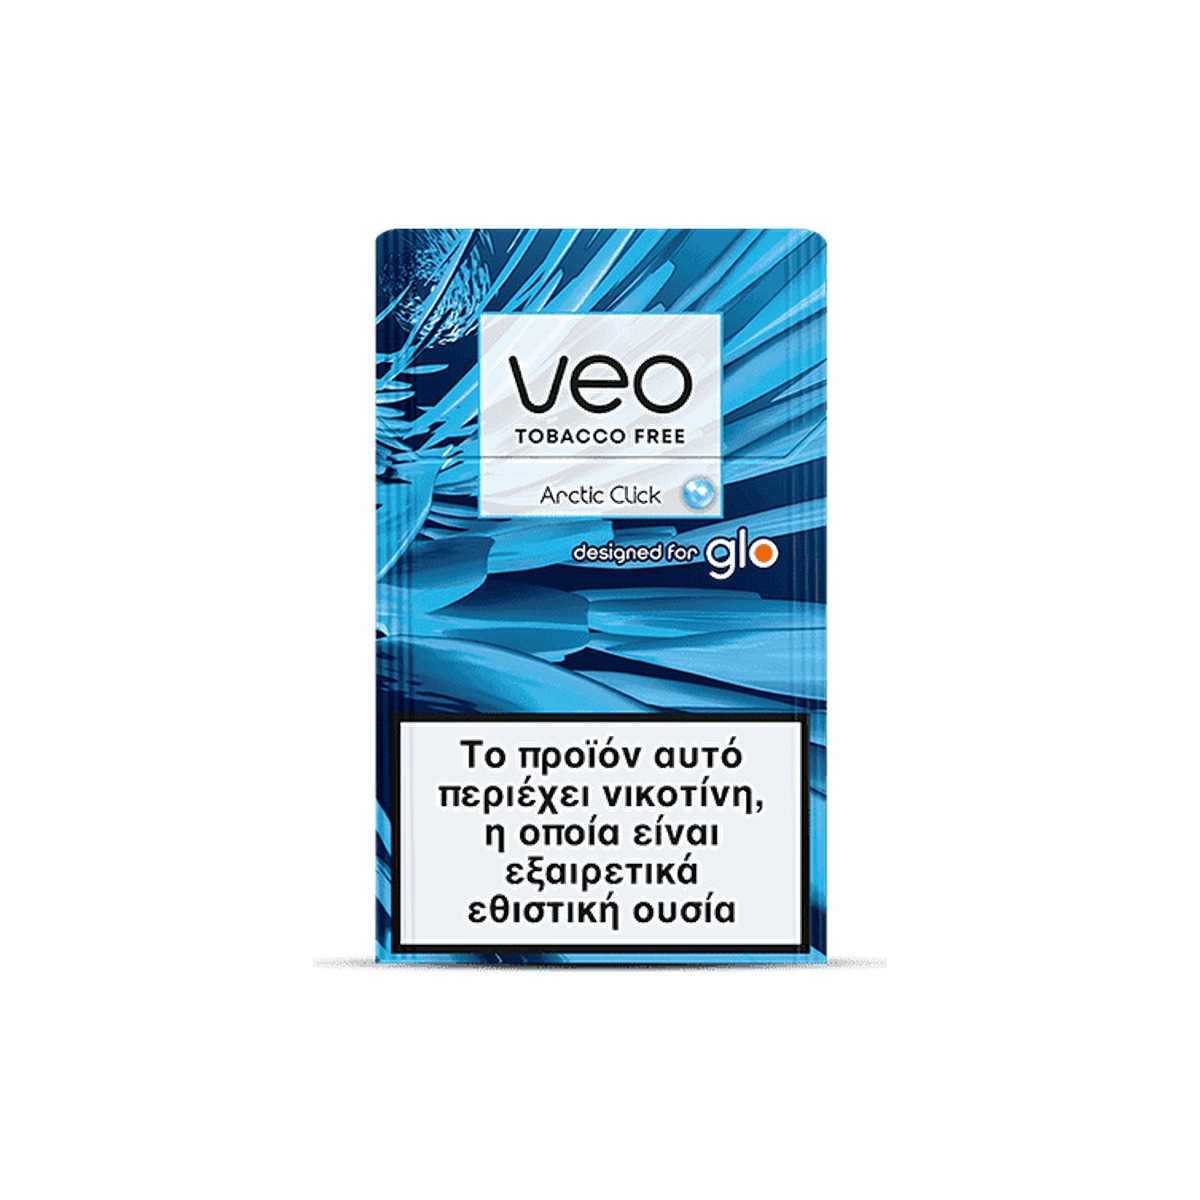 veo
TOBACCO FREE
Arctic Click
designed for glo
Το προϊόν αυτό
περιέχει νικοτίνη,
η οποία είναι
εξαιρετικά
εθιστική ουσία